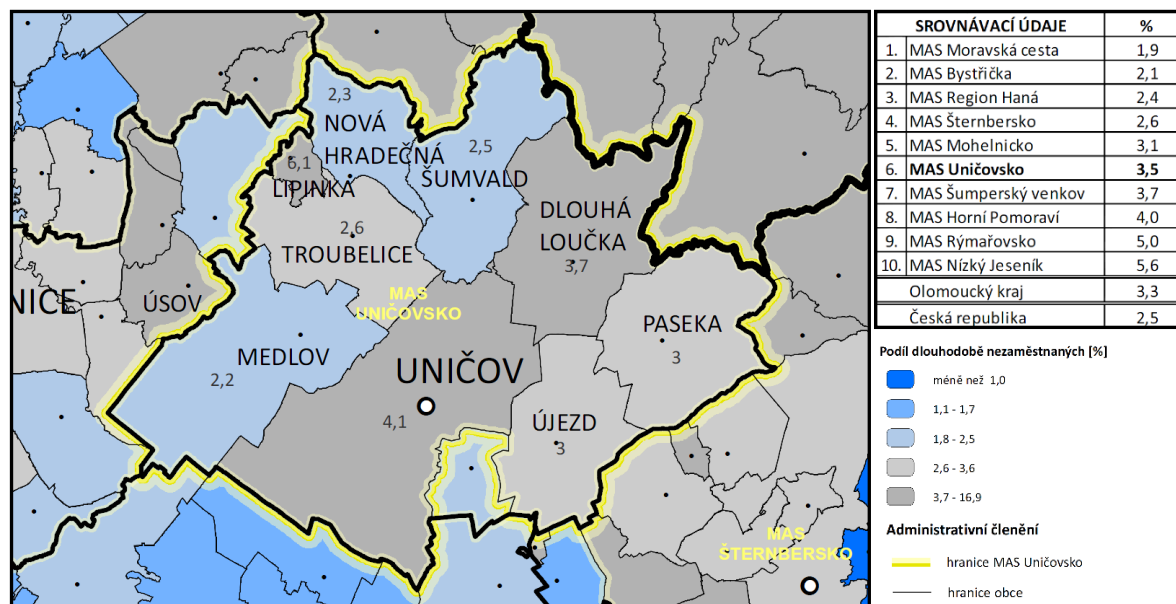 2,3
NOVÁ
HRADEČNÁ
6,1
LIPINKA
2,5
ŠUMVALD
2,6
TROUBELICE
DLOUHÁ
LOUČKA
3,7
NICE
ÚSOV
MAS
UNIČOVSKO
PASEKA
3
MEDLOV
2,2
UNIČOV
4,1
ÚJEZD
3
MAS
ŠTERNBERSKO
SROVNÁVACÍ ÚDAJE %
1. MAS Moravská cesta 1,9
2. MAS Bystřička 2,1
3. MAS Region Haná 2,4
4. MAS Šternbersko 2,6
5. MAS Mohelnicko 3,1
6. MAS Uničovsko 3,5
7. MAS Šumperský venkov 3,7
8. MAS Horní Pomoraví 4,0
9. MAS Rýmařovsko 5,0
10. MAS Nízký Jeseník 5,6
Olomoucký kraj 3,3
Česká republika 2,5
Podíl dlouhodobě nezaměstnaných [%]
méně než 1,0
1,1 - 1,7
1,8 - 2,5
2,6 - 3,6
3,7 - 16,9
Administrativní členění
hranice MAS Uničovsko
hranice obce